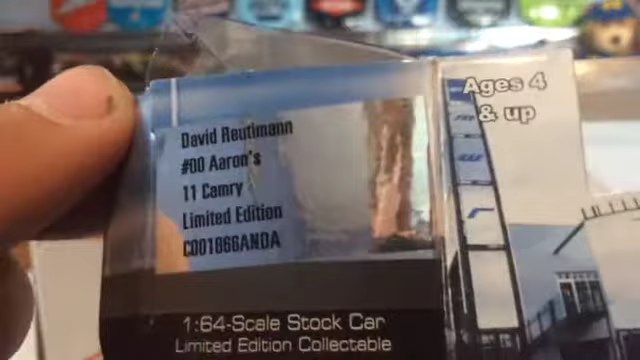 David Reutimann
#00 Aaron's
11 Camry
Limited Edition
C001066ANDA
1:64-Scale Stock Car
Limited Edition Collectable
Ages 4
& up